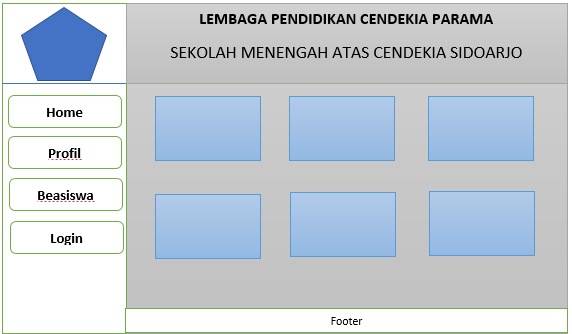 LEMBAGA PENDIDIKAN CENDEKIA PARAMA
SEKOLAH MENENGAH ATAS CENDEKIA SIDOARJO
Home
Profil
Beasiswa
Login
Footer